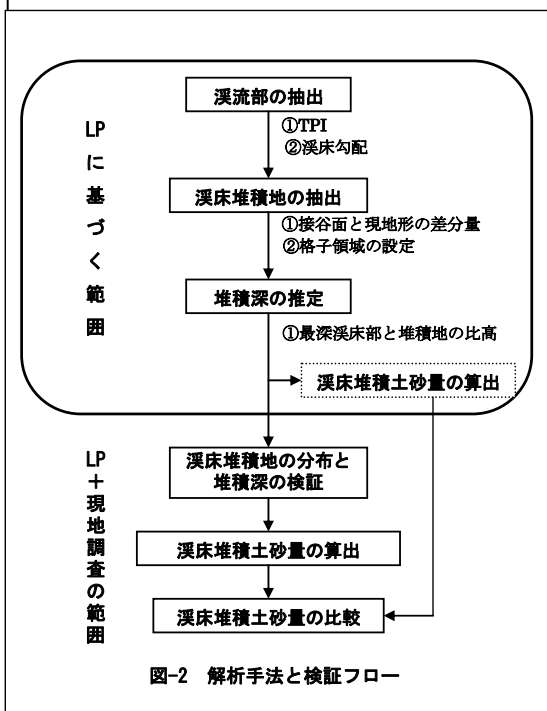 渓流部の抽出
①TPI
②渓床勾配
渓床堆積地の抽出
①接谷面と現地形の差分量
②格子領域の設定
堆積深の推定
①最深渓床部と堆積地の比高
渓床堆積土砂量の算出
LPに基づく範囲
渓床堆積地の分布と
堆積深の検証
渓床堆積土砂量の算出
渓床堆積土砂量の比較
LP+現地調査の範囲
図-2 解析手法と検証フロー